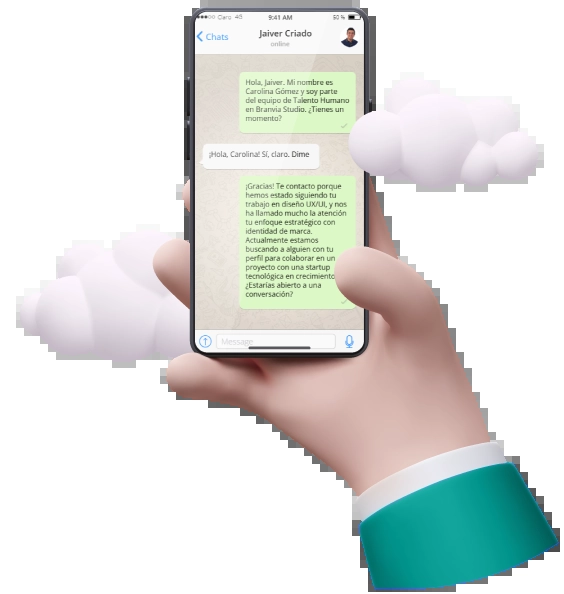 Claro 4G 9:41 AM 50 %
Chats Jaiver Criado
online
Hola, Jaiver. Mi nombre es
Carolina Gómez y soy parte
del equipo de Talento Humano
en Branvia Studio. ¿Tienes un
momento?
¡Hola, Carolina! Sí, claro. Dime
¡Gracias! Te contacto porque
hemos estado siguiendo tu
trabajo en diseño UX/UI, y nos
ha llamado mucho la atención
tu enfoque estratégico con
identidad de marca.
Actualmente estamos
buscando a alguien con tu
perfil para colaborar en un
proyecto con una startup
tecnológica en crecimiento.
¿Estarías abierto a una
conversación?
Message